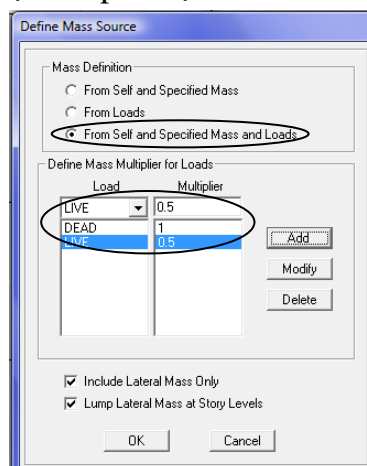 Define Mass Source
Mass Definition
From Self and Specified Mass
From Loads
From Self and Specified Mass and Loads
Define Mass Multiplier for Loads
Load Multiplier
LIVE 0.5
DEAD 1
LIVE 0.5
Add
Modify
Delete
Include Lateral Mass Only
Lump Lateral Mass at Story Levels
OK Cancel